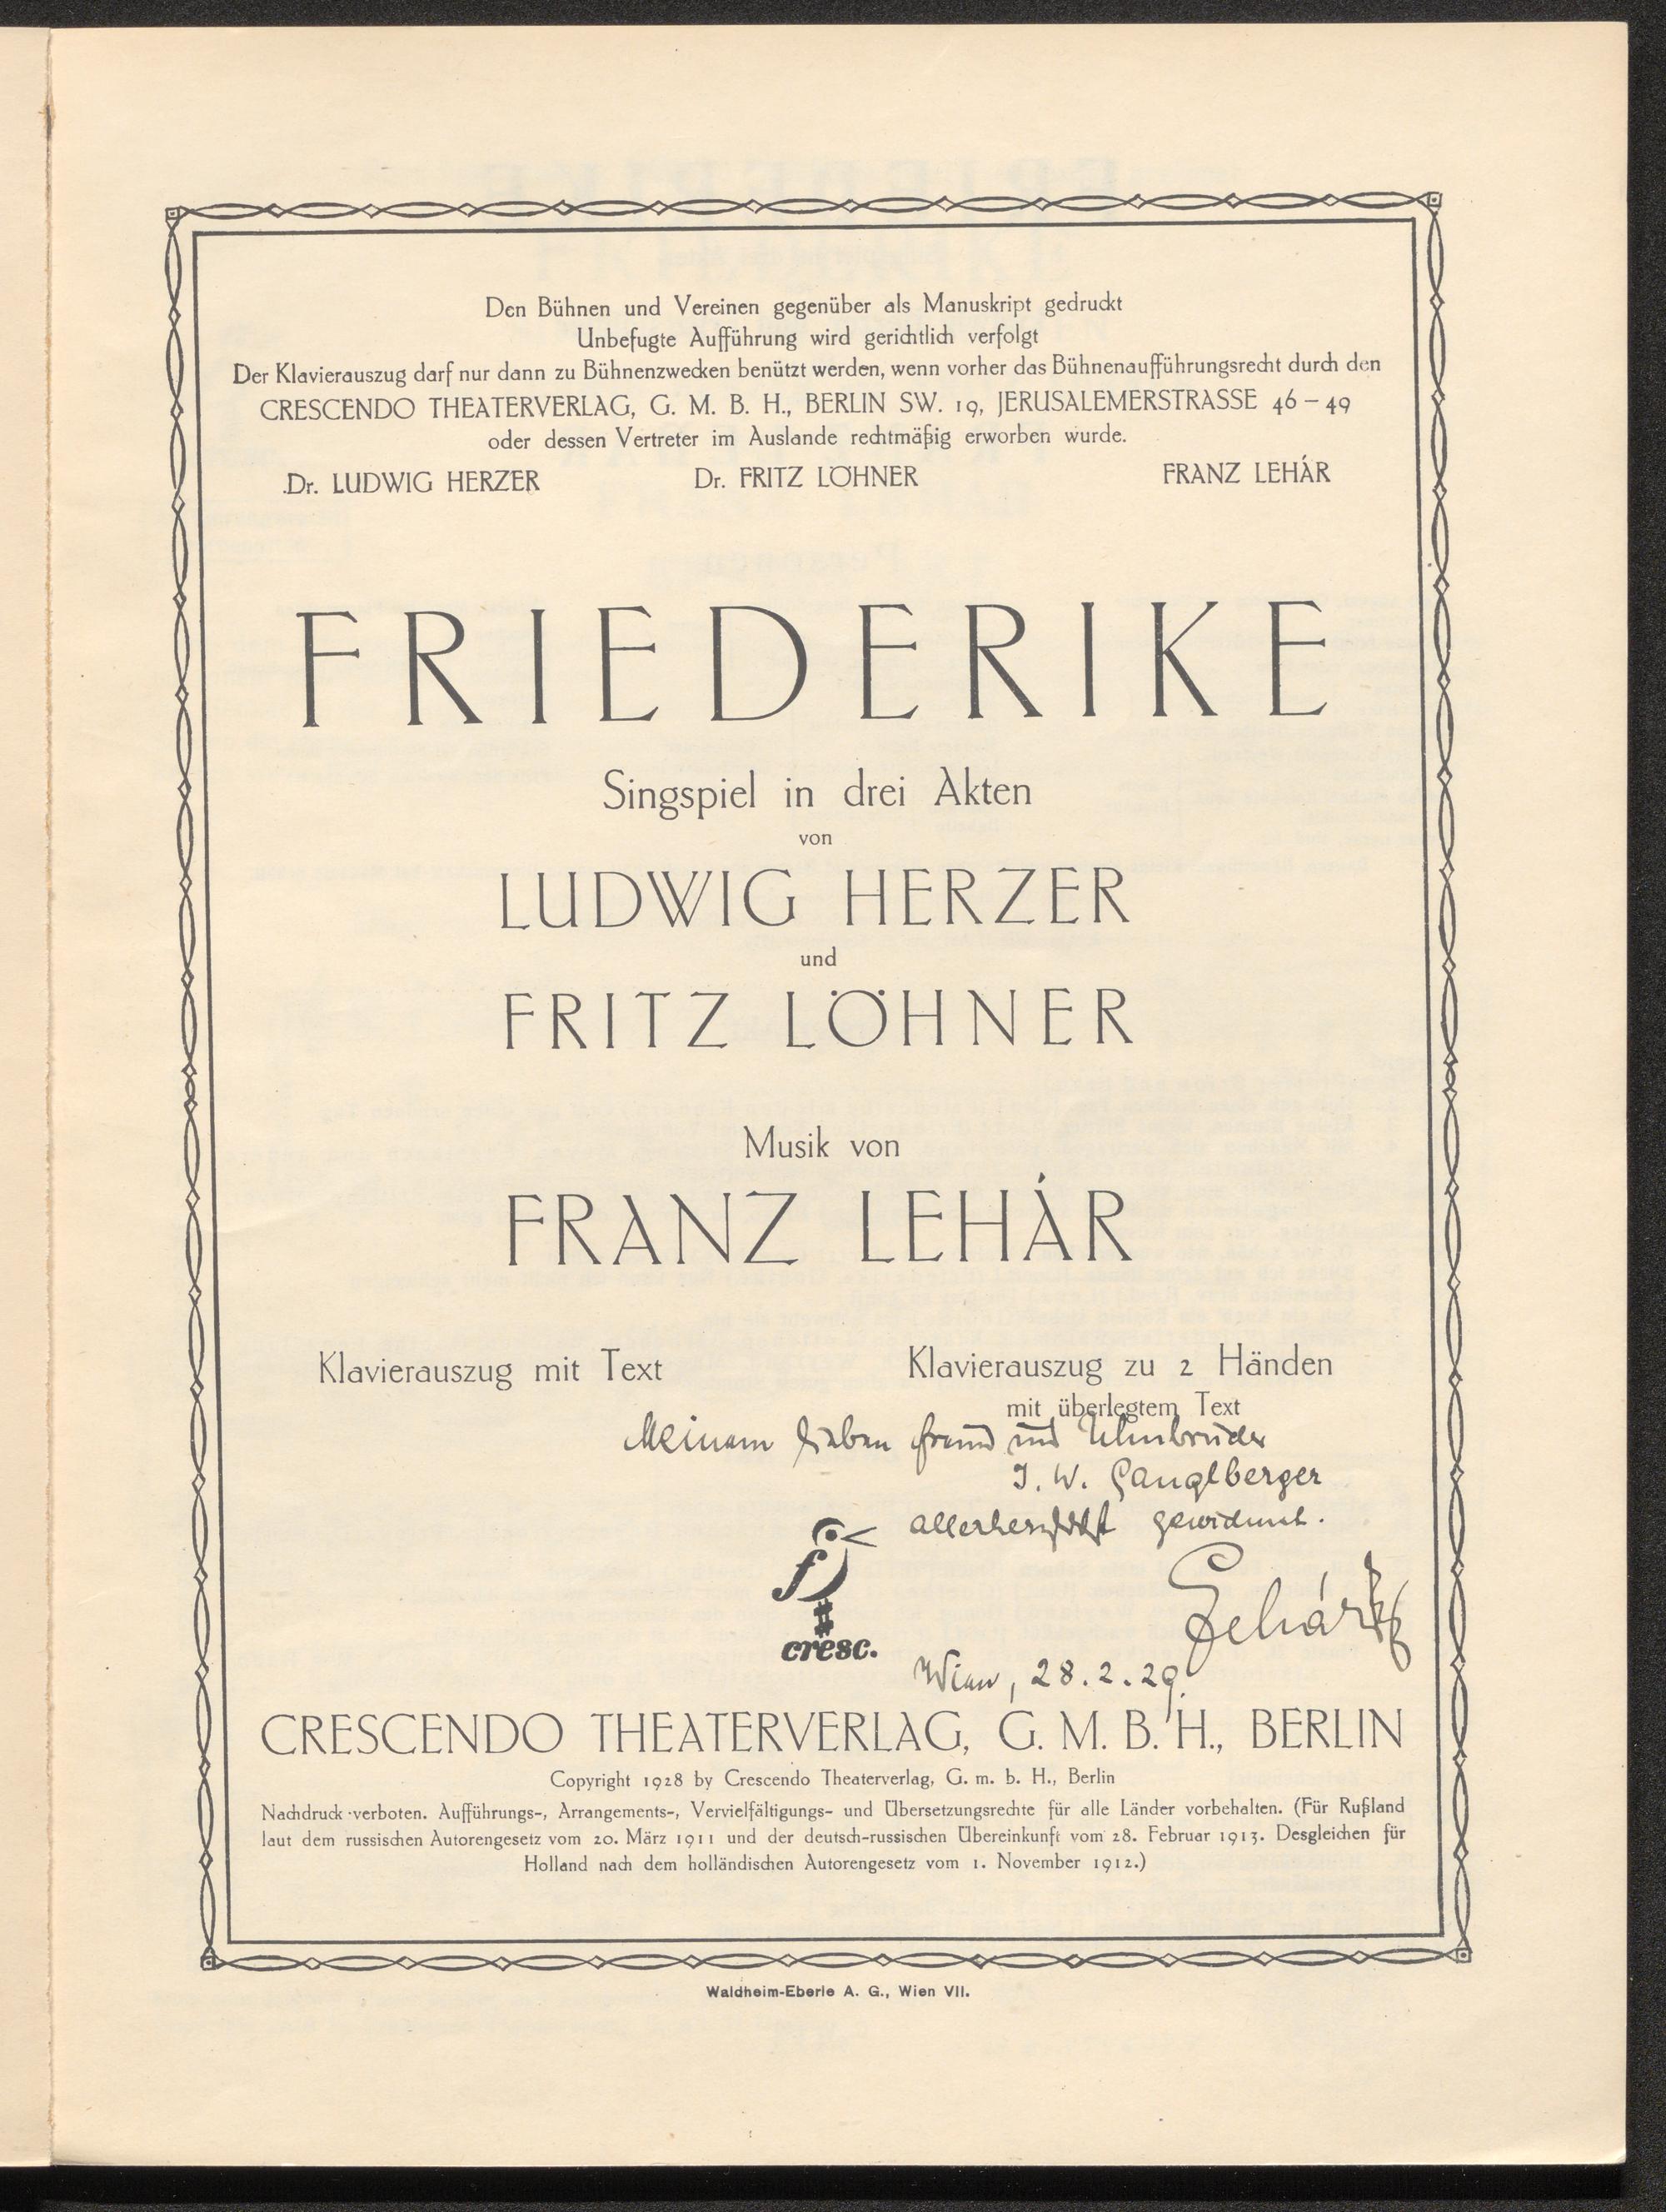 Den Bühnen und Vereinen gegenüber als Manuskript gedruckt
Unbefugte Aufführung wird gerichtlich verfolgt
Der Klavierauszug darf nur dann zu Bühnenzwecken benützt werden, wenn vorher das Bühnenaufführungsrecht durch den
CRESCENDO THEATERVERLAG, G. M. B. H., BERLIN SW. 19, JERUSALEMERSTRASSE 46 – 49
oder dessen Vertreter im Auslande rechtmäßig erworben wurde.
Dr. LUDWIG HERZER Dr. FRITZ LÖHNER FRANZ LEHÁR
FRIEDERIKE
Singspiel in drei Akten
von
LUDWIG HERZER
und
FRITZ LÖHNER
Musik von
FRANZ LEHÁR
Klavierauszug mit Text Klavierauszug zu 2 Händen
mit überlegtem Text
Meinem lieben Freund und
J. W. Ganglberger
allerherzlichst gewidmet.
Lehár
cresc.
Wien, 28.2.29.
CRESCENDO THEATERVERLAG, G. M. B. H., BERLIN
Copyright 1928 by Crescendo Theaterverlag, G. m. b. H., Berlin
Nachdruck verboten. Aufführungs-, Arrangements-, Vervielfältigungs- und Übersetzungsrechte für alle Länder vorbehalten. (Für Rußland
laut dem russischen Autorengesetz vom 20. März 1911 und der deutsch-russischen Übereinkunft vom 28. Februar 1913. Desgleichen für
Holland nach dem holländischen Autorengesetz vom 1. November 1912.)
Waldheim-Eberle A. G., Wien VII.